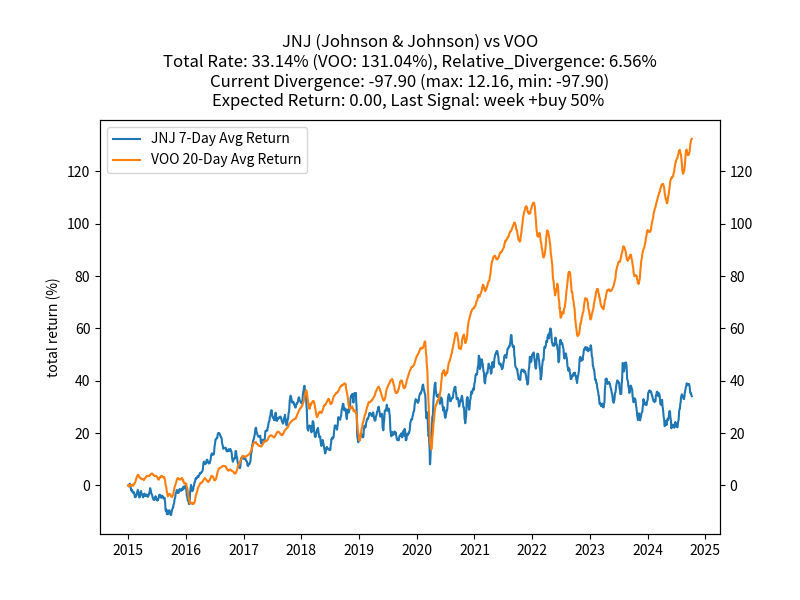 JNJ (Johnson & Johnson) vs VOO
Total Rate: 33.14% (VOO: 131.04%), Relative_Divergence: 6.56%
Current Divergence: -97.90 (max: 12.16, min: -97.90)
Expected Return: 0.00, Last Signal: week +buy 50%
JNJ 7-Day Avg Return
VOO 20-Day Avg Return
total return (%)
120
100
80
60
40
20
0
120
100
80
60
40
20
0
2015 2016 2017 2018 2019 2020 2021 2022 2023 2024 2025